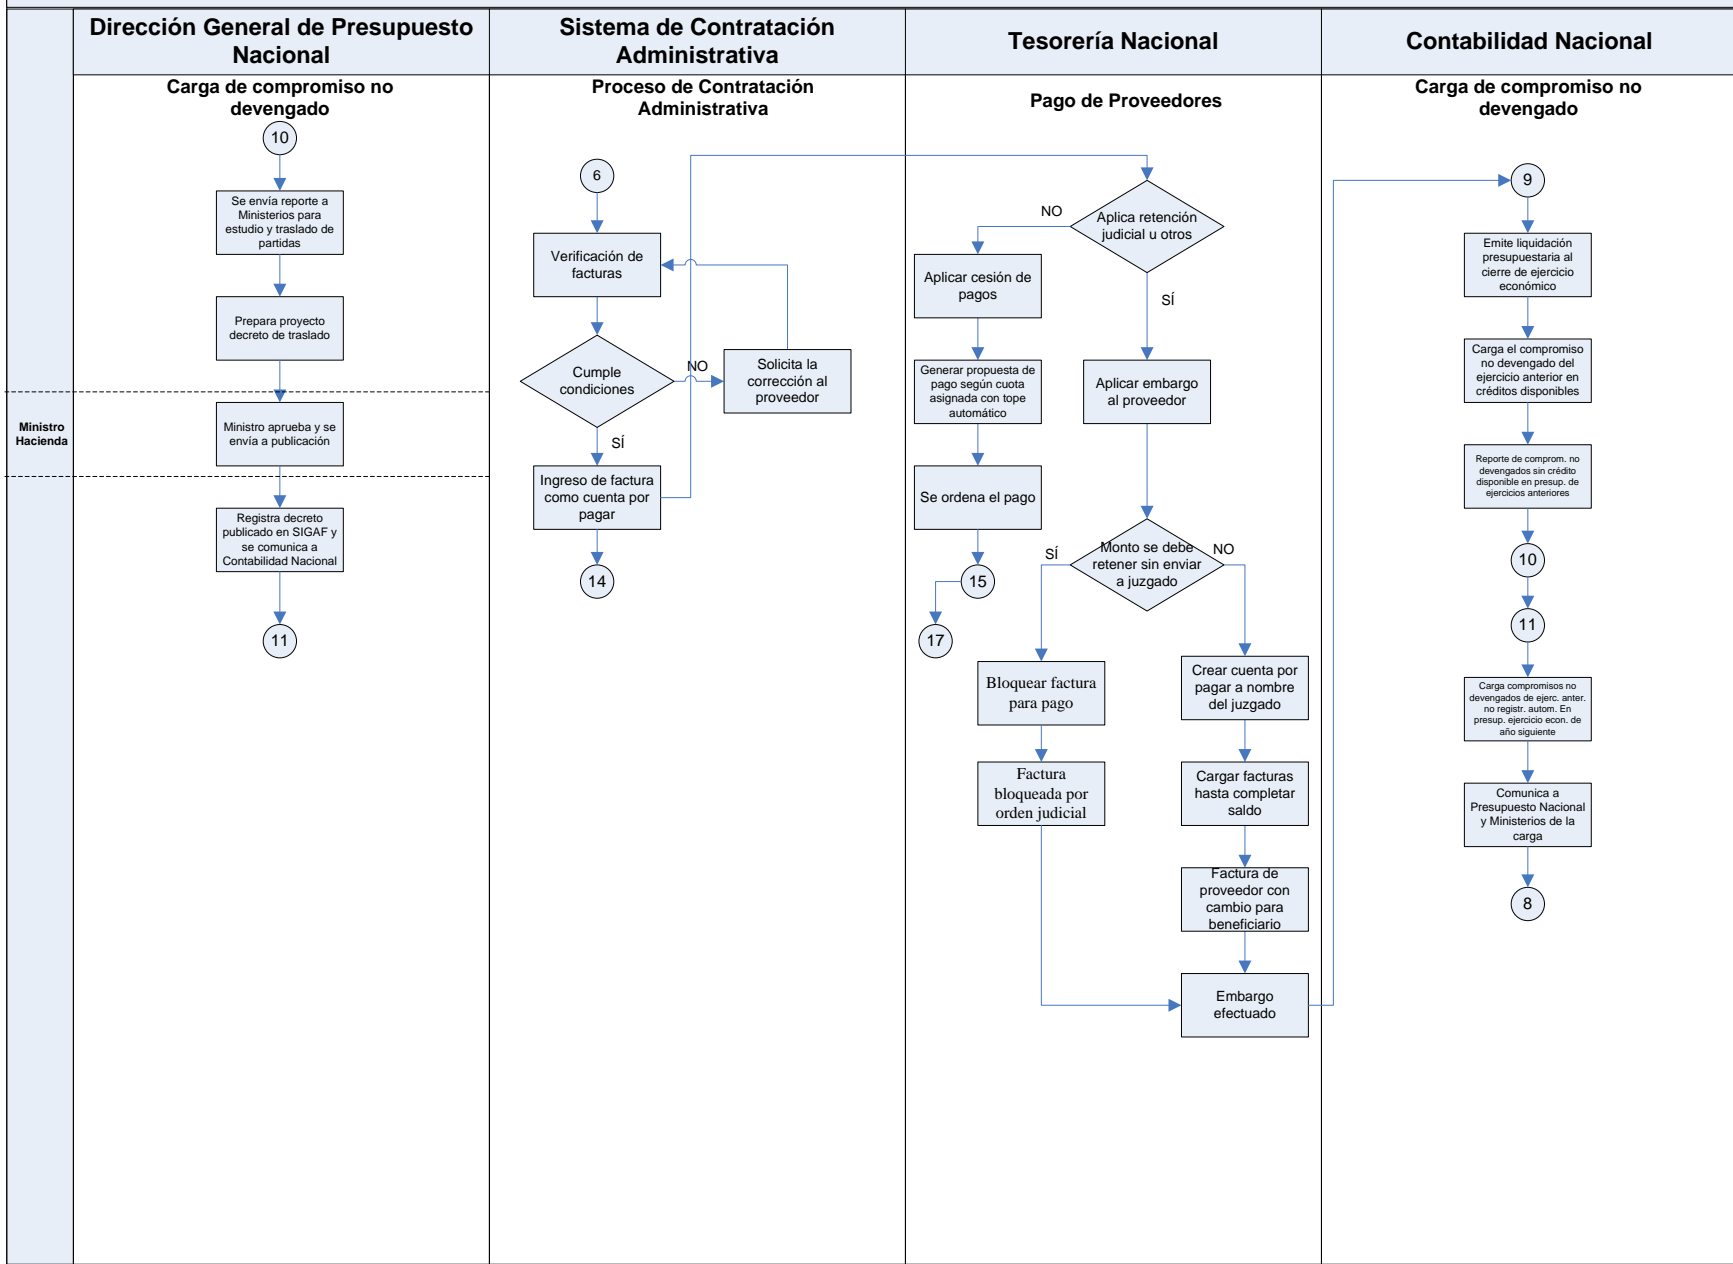 Dirección General de Presupuesto
Nacional
Sistema de Contratación
Administrativa
Tesorería Nacional
Contabilidad Nacional
Ministro
Hacienda
Carga de compromiso no
devengado
10
Se envía reporte a
Ministerios para
estudio y traslado de
partidas
Prepara proyecto
decreto de traslado
Ministro aprueba y se
envía a publicación
Registra decreto
publicado en SIGAF y
se comunica a
Contabilidad Nacional
11
Proceso de Contratación
Administrativa
6
Verificación de
facturas
Cumple
condiciones
NO
Solicita la
corrección al
proveedor
SÍ
Ingreso de factura
como cuenta por
pagar
14
Pago de Proveedores
Aplica retención
judicial u otros
NO
SÍ
Aplicar cesión de
pagos
Generar propuesta de
pago según cuota
asignada con tope
automático
Se ordena el pago
15
17
Aplicar embargo
al proveedor
Monto se debe
retener sin enviar
a juzgado
SÍ
NO
Bloquear factura
para pago
Factura
bloqueada por
orden judicial
Crear cuenta por
pagar a nombre
del juzgado
Cargar facturas
hasta completar
saldo
Factura de
proveedor con
cambio para
beneficiario
Embargo
efectuado
Carga de compromiso no
devengado
9
Emite liquidación
presupuestaria al
cierre de ejercicio
económico
Carga el compromiso
no devengado del
ejercicio anterior en
créditos disponibles
Reporte de comprom. no
devengados sin crédito
disponible en presup. de
ejercicios anteriores
10
11
Carga compromisos no
devengados de ejerc. anter.
no registr. autom. En
presup. ejercicio econ. de
año siguiente
Comunica a
Presupuesto Nacional
y Ministerios de la
carga
8